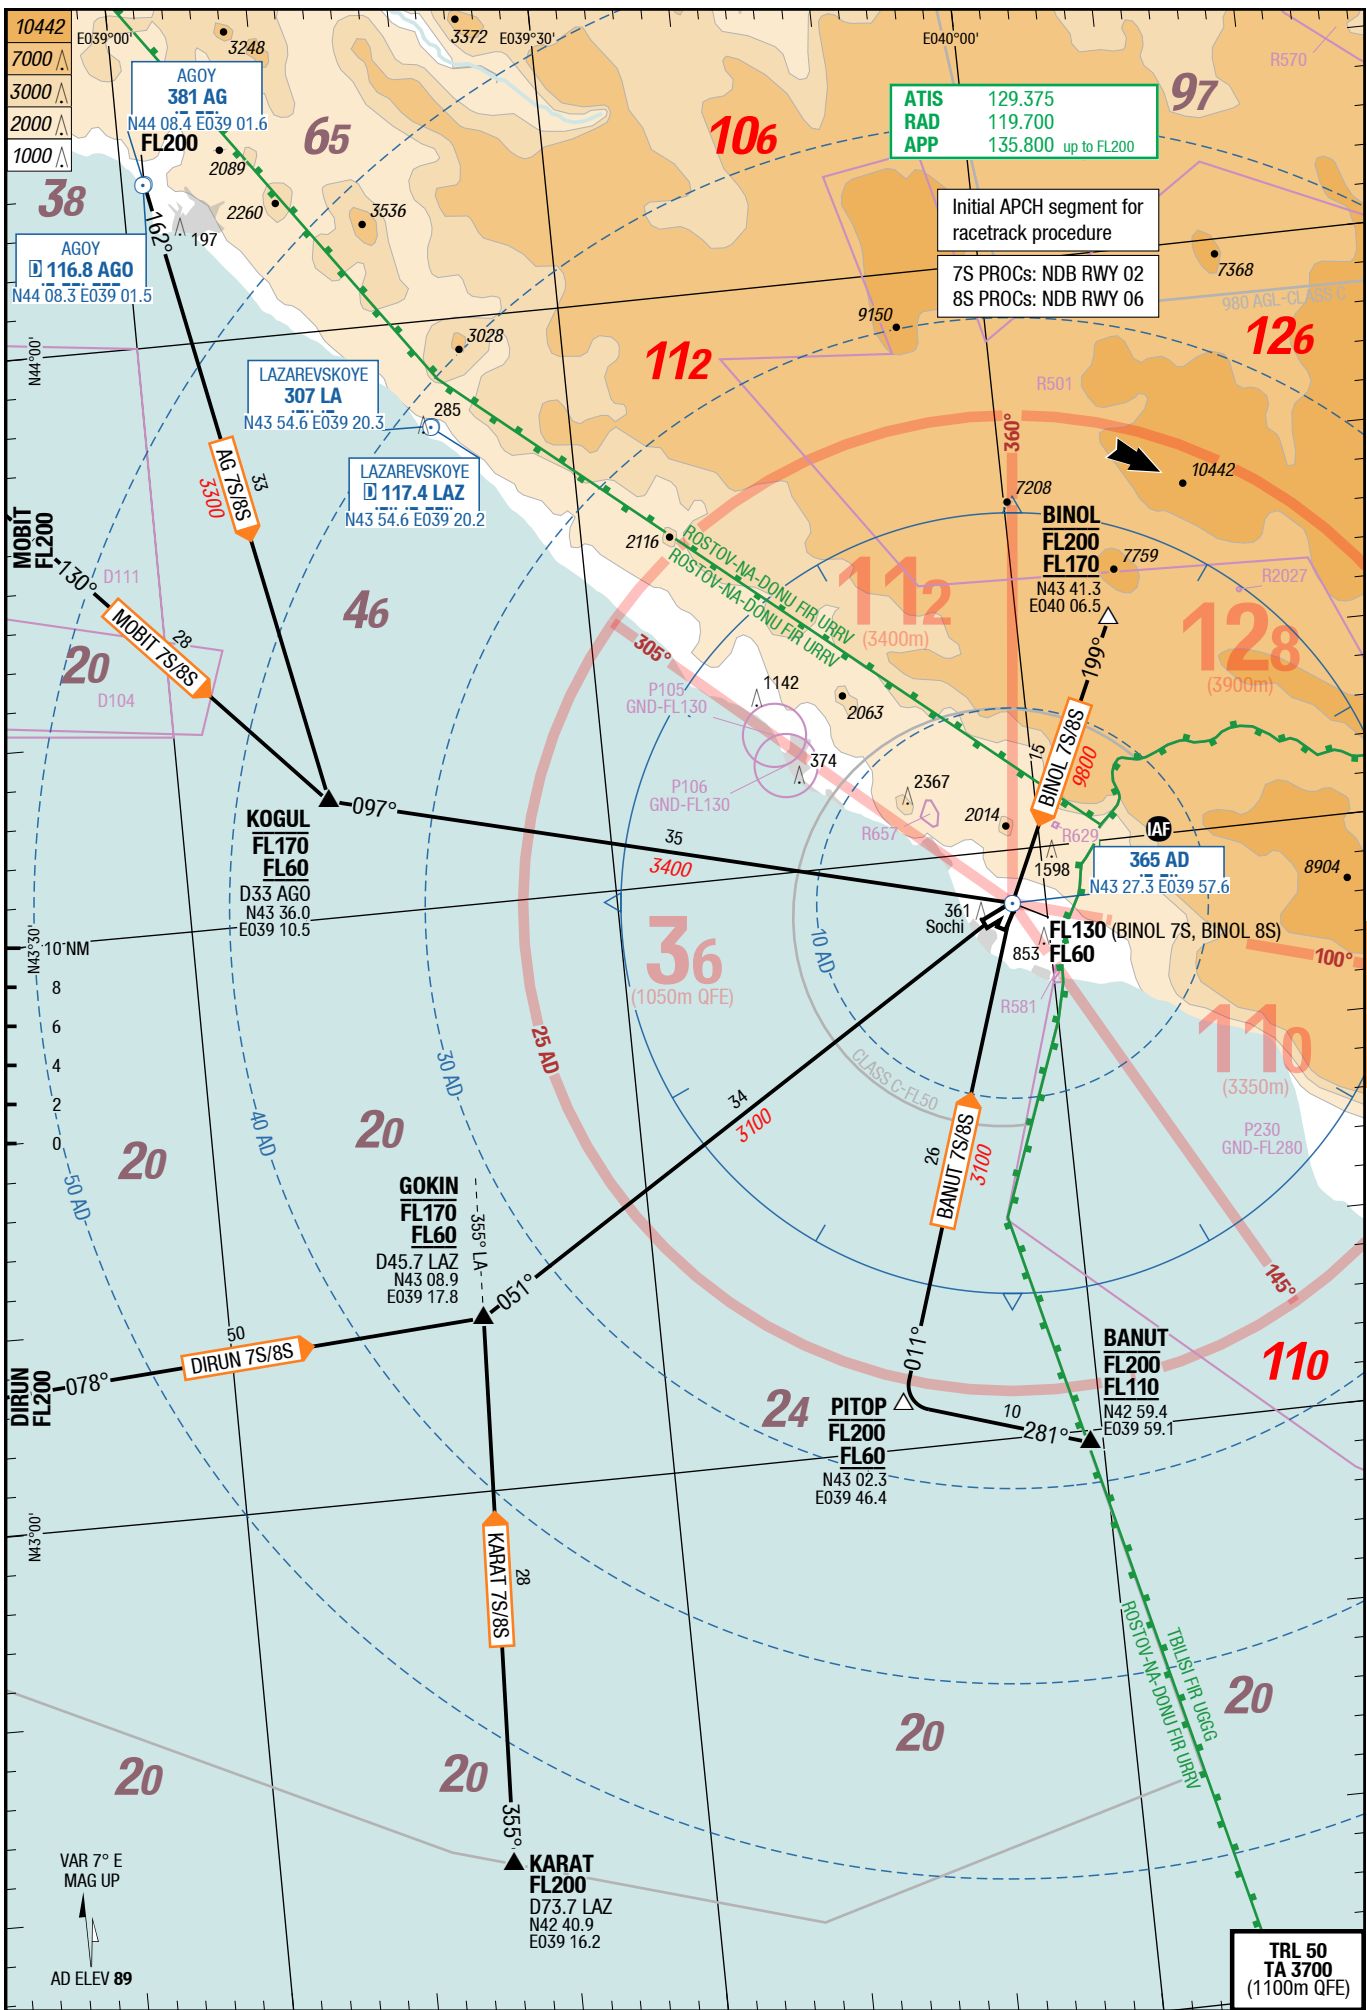 10442
7000
3000
2000
1000
E039°00'
E039°30'
E040°00'
3248
3372
AGOY
381 AG
N44 08.4 E039 01.6
FL200
2089
2260
3536
65
106
97
R570
ATIS 129.375
RAD 119.700
APP 135.800 up to FL200
Initial APCH segment for
racetrack procedure
7S PROCs: NDB RWY 02
8S PROCs: NDB RWY 06
7368
980 AGL-CLASS C
38
162°
197
AGOY
D 116.8 AGO
N44 08.3 E039 01.5
N44°00'
3028
9150
112
126
R501
LAZAREVSKOYE
307 LA
N43 54.6 E039 20.3
285
LAZAREVSKOYE
D 117.4 LAZ
N43 54.6 E039 20.2
AG 7S/8S
33
3300
360°
7208
10442
MOBIT
FL200
130°
D111
MOBIT 7S/8S
28
20
D104
46
2116
ROSTOV-NA-DONU FIR URRV
ROSTOV-NA-DONU FIR URRV
BINOL
FL200
FL170
N43 41.3
E040 06.5
7759
R2027
112
(3400m)
128
(3900m)
199°
305°
P105
GND-FL130
1142
2063
374
P106
GND-FL130
2367
R657
2014
15
BINOL 7S/8S
9800
R629
IAF
1598
365 AD
N43 27.3 E039 57.6
8904
KOGUL
FL170
FL60
D33 AGO
N43 36.0
E039 10.5
097°
35
3400
361
Sochi
853
FL130 (BINOL 7S, BINOL 8S)
FL60
100°
N43°30'
10 NM
8
6
4
2
0
36
(1050m QFE)
10 AD
R581
25 AD
30 AD
40 AD
50 AD
CLASS C-FL50
110
(3350m)
P230
GND-FL280
34
3100
26
BANUT 7S/8S
3100
20
20
GOKIN
FL170
FL60
D45.7 LAZ
N43 08.9
E039 17.8
355° LA
051°
50
DIRUN 7S/8S
DIRUN
FL200
078°
011°
145°
110
BANUT
FL200
FL110
N42 59.4
E039 59.1
24
PITOP
FL200
FL60
N43 02.3
E039 46.4
10
281°
N43°00'
KARAT 7S/8S
28
TBILISI FIR UGGG
ROSTOV-NA-DONU FIR URRV
20
20
20
20
355°
KARAT
FL200
D73.7 LAZ
N42 40.9
E039 16.2
VAR 7° E
MAG UP
AD ELEV 89
TRL 50
TA 3700
(1100m QFE)